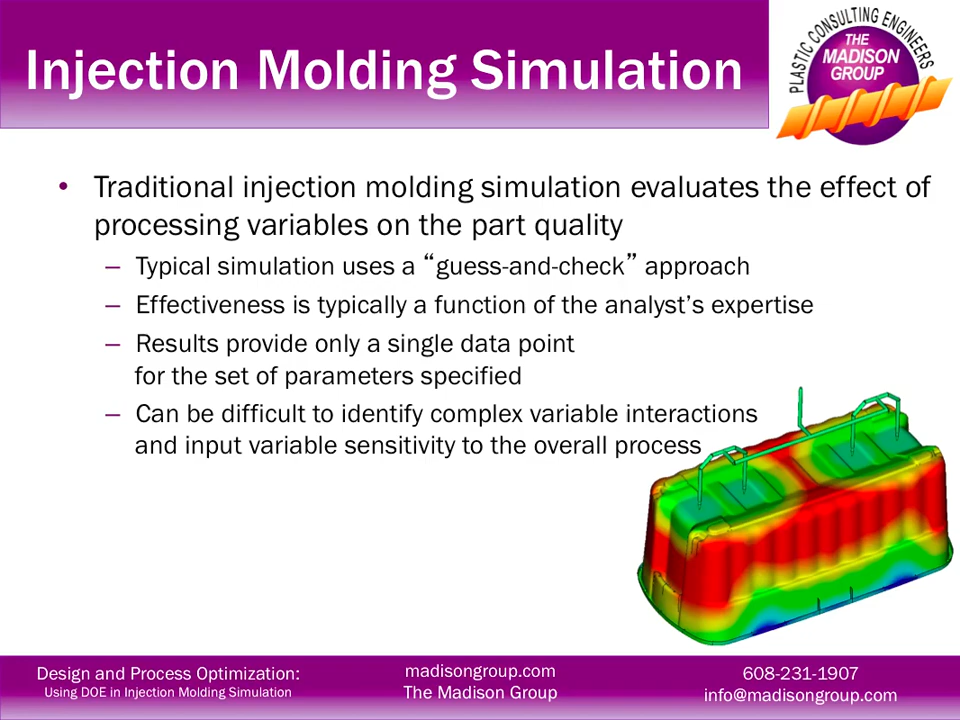 Injection Molding Simulation
PLASTIC CONSULTING ENGINEERS
THE
MADISON
GROUP
• Traditional injection molding simulation evaluates the effect of
processing variables on the part quality
– Typical simulation uses a “guess-and-check” approach
– Effectiveness is typically a function of the analyst’s expertise
– Results provide only a single data point
for the set of parameters specified
– Can be difficult to identify complex variable interactions
and input variable sensitivity to the overall process
Design and Process Optimization:
Using DOE in Injection Molding Simulation
madisongroup.com
The Madison Group
608-231-1907
info@madisongroup.com